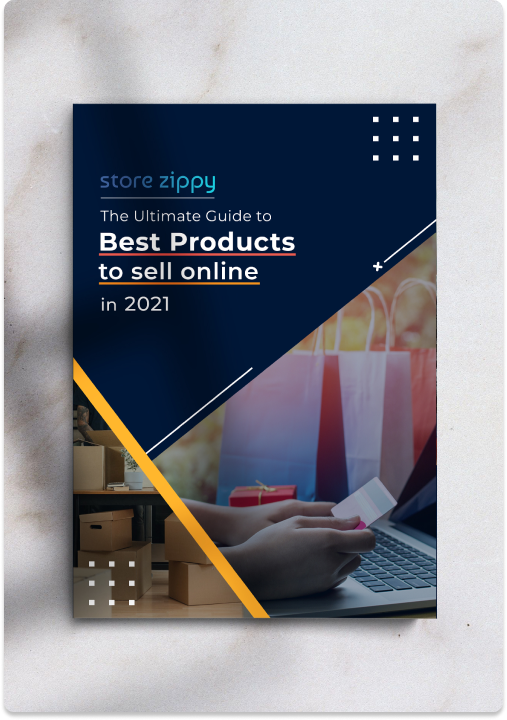 store zippy
The Ultimate Guide to
Best Products
to sell online
in 2021